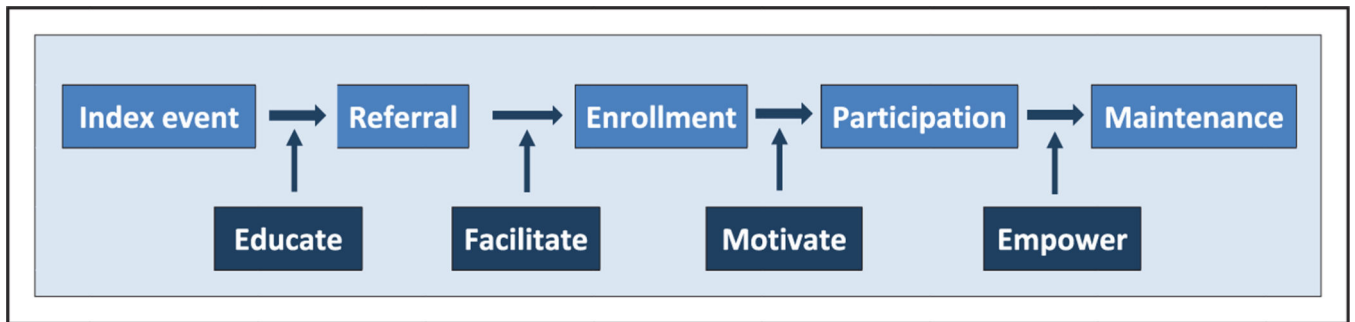 Index event Referral Enrollment Participation Maintenance
Educate Facilitate Motivate Empower